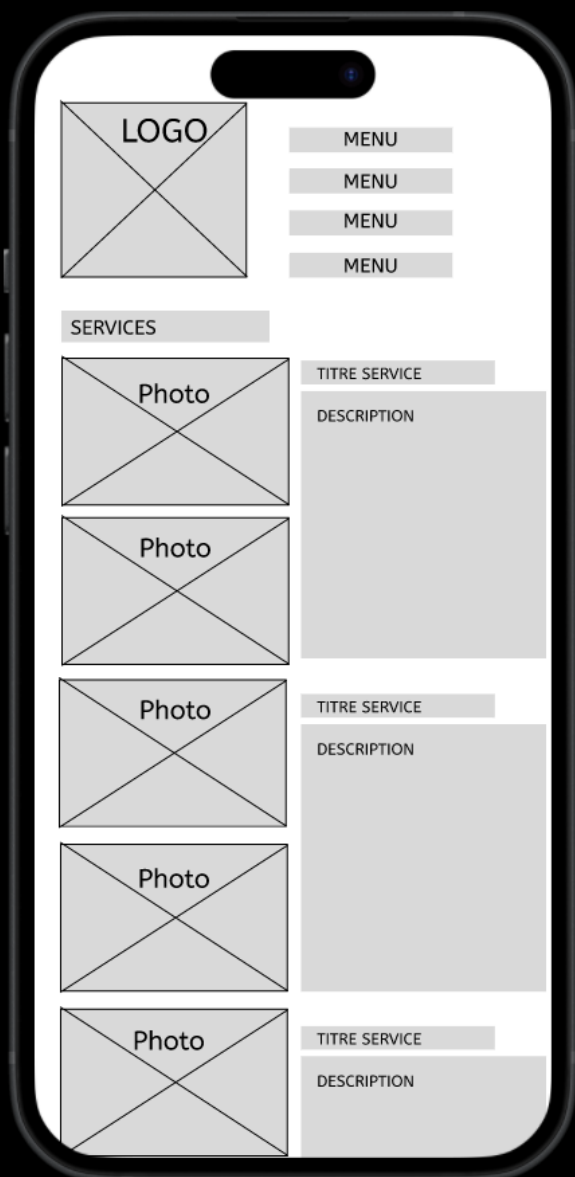 LOGO
MENU
MENU
MENU
MENU
SERVICES
Photo
TITRE SERVICE
DESCRIPTION
Photo
Photo
TITRE SERVICE
DESCRIPTION
Photo
Photo
TITRE SERVICE
DESCRIPTION